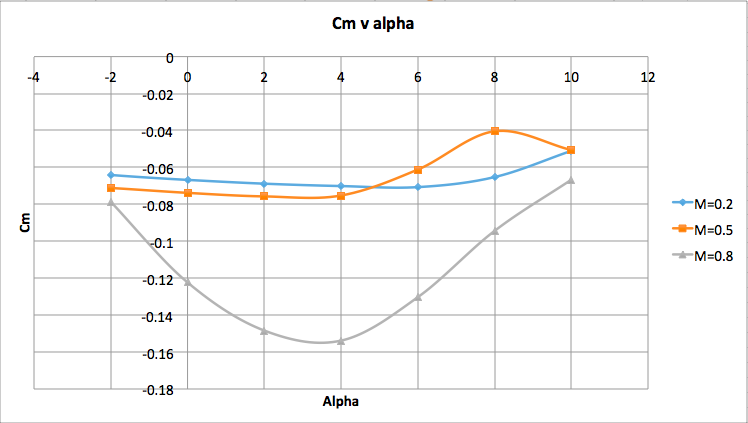 Cm v alpha
0
-4 -2 0 2 4 6 8 10 12
-0.02
-0.04
-0.06
-0.08
-0.1
-0.12
-0.14
-0.16
-0.18
Cm
Alpha
M=0.2
M=0.5
M=0.8